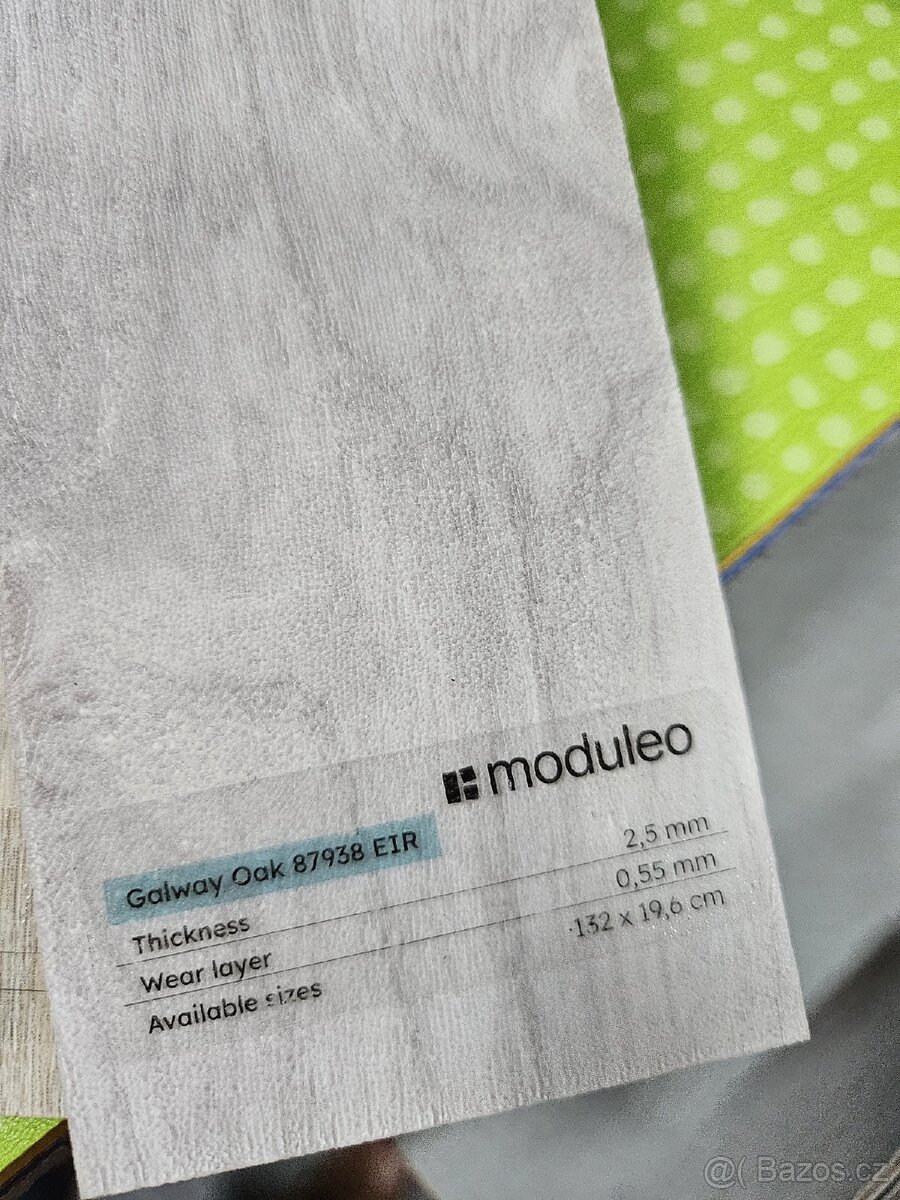 moduleo
Galway Oak 87938 EIR
Thickness 2,5 mm
Wear layer 0,55 mm
Available sizes 132 x 19,6 cm
@( Bazos.cz